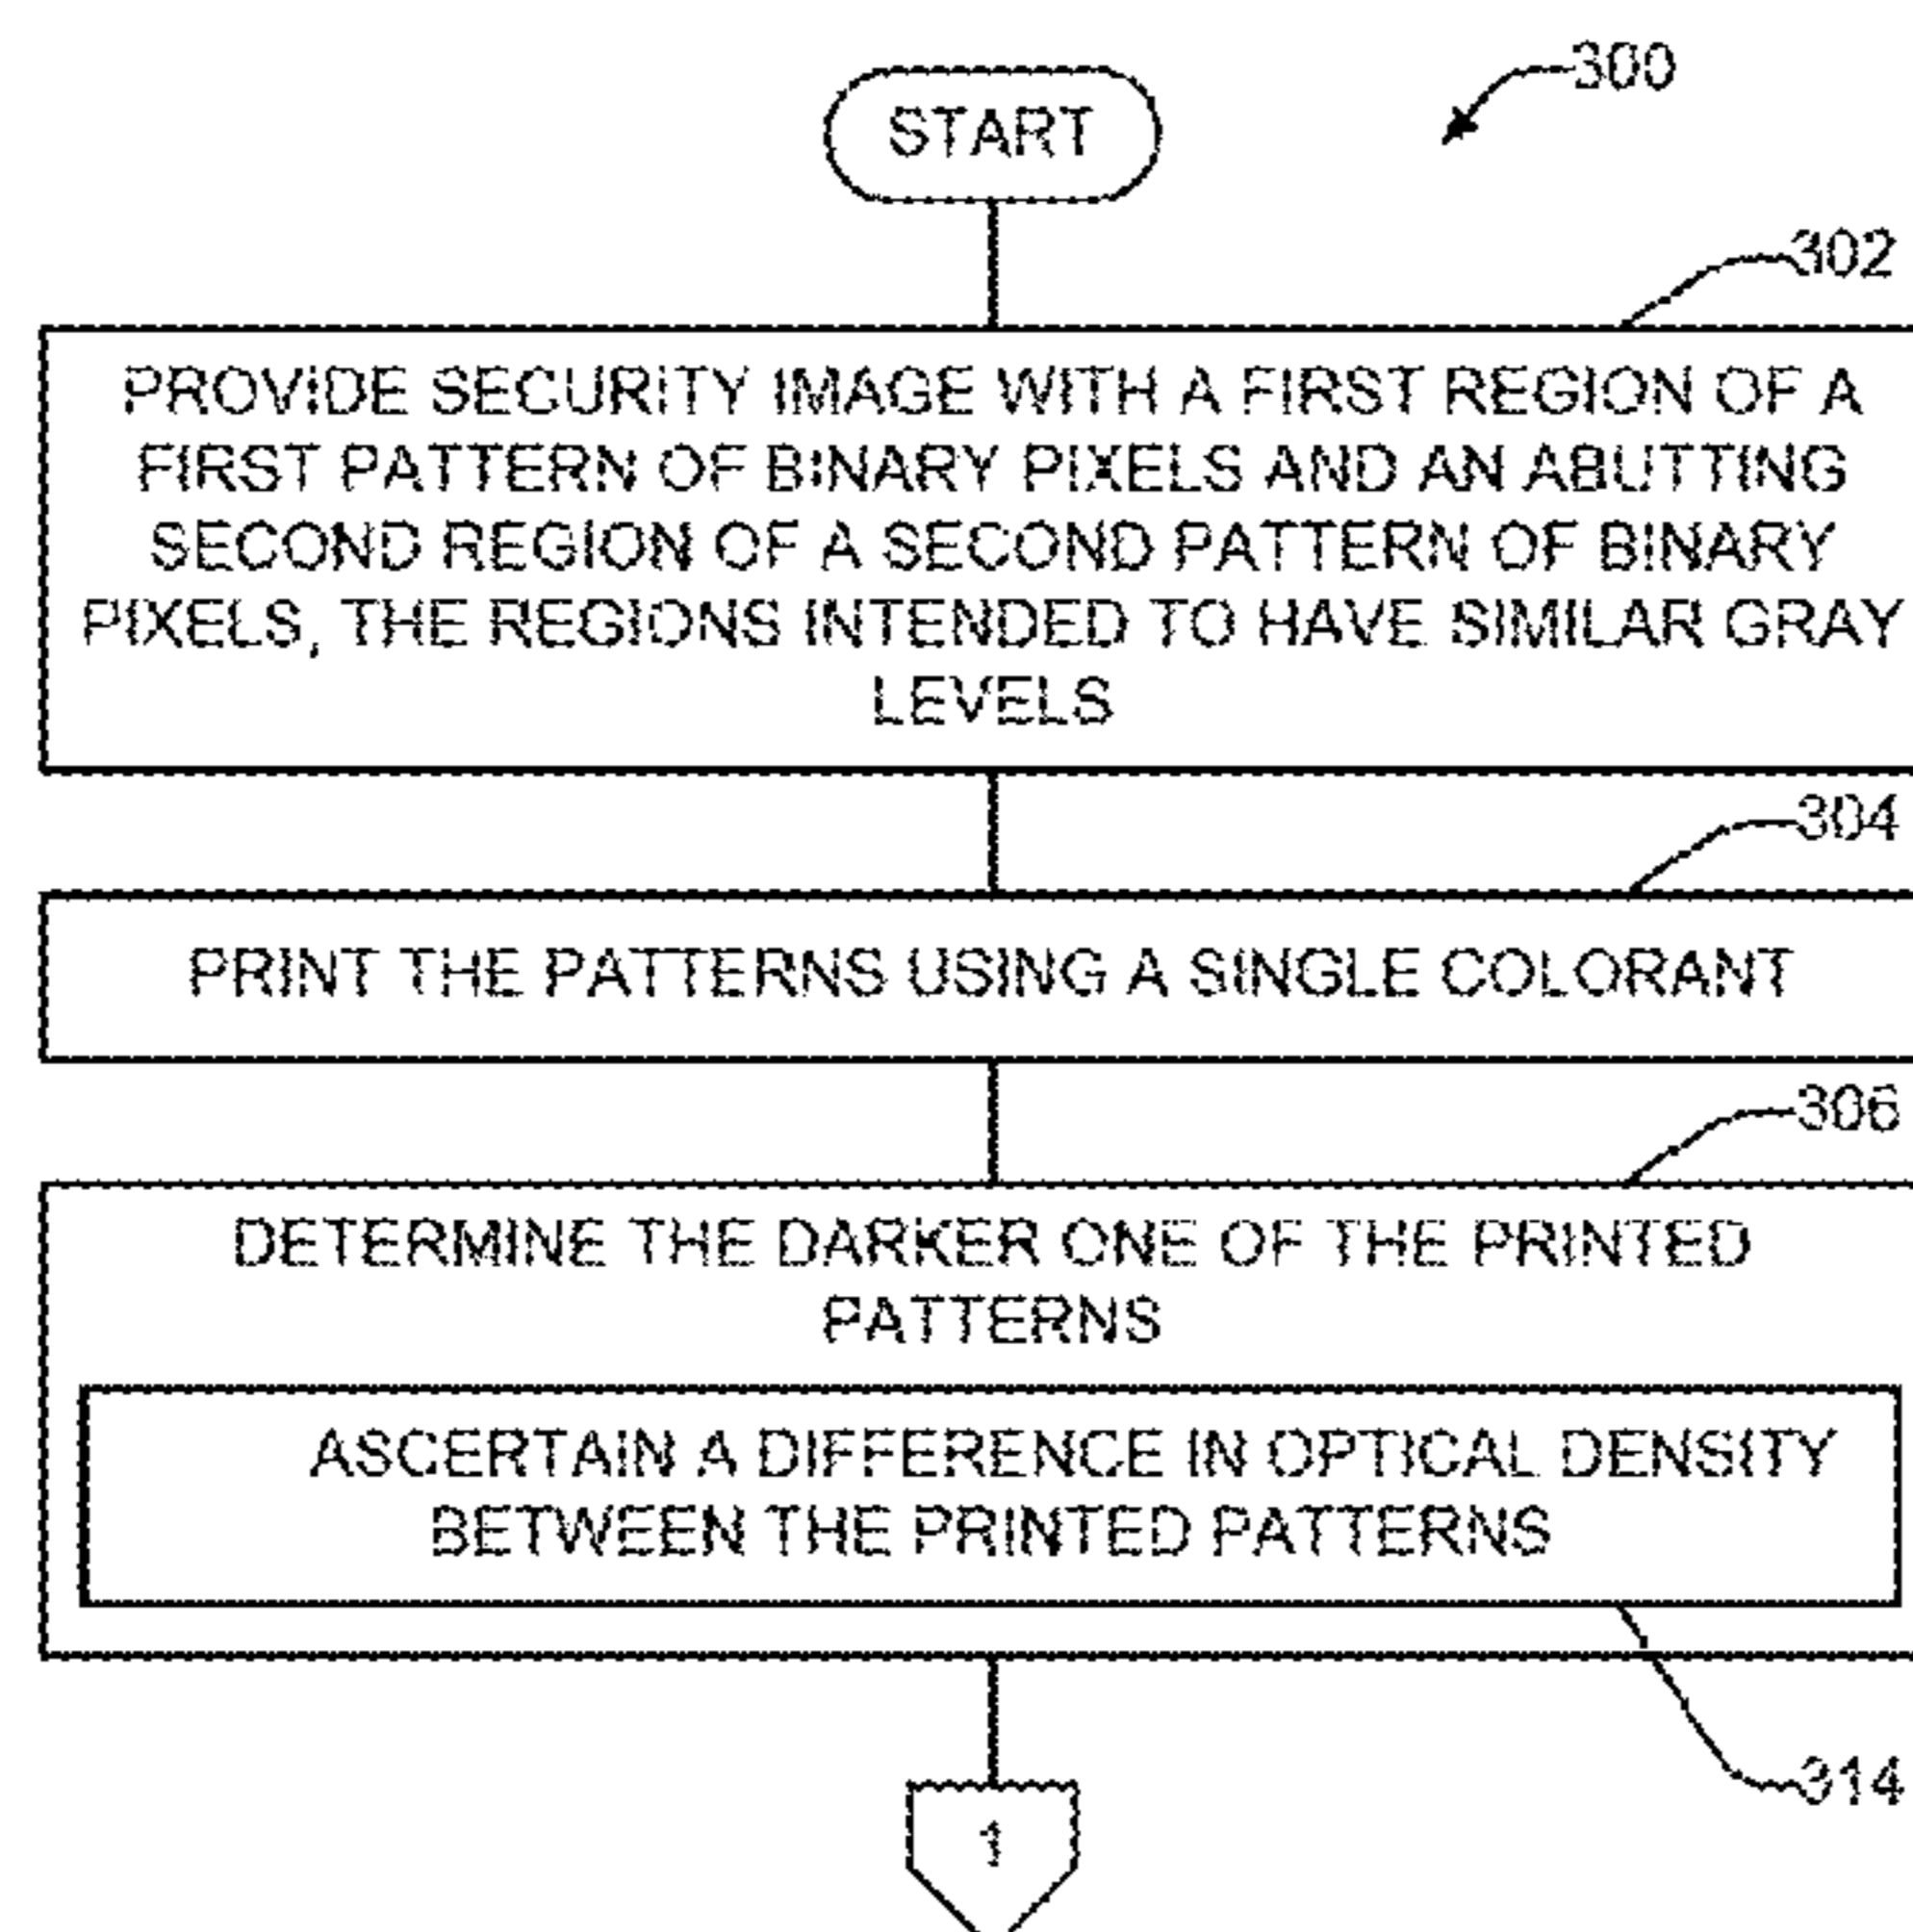 300
START
302
PROVIDE SECURITY IMAGE WITH A FIRST REGION OF A
FIRST PATTERN OF BINARY PIXELS AND AN ABUTTING
SECOND REGION OF A SECOND PATTERN OF BINARY
PIXELS, THE REGIONS INTENDED TO HAVE SIMILAR GRAY
LEVELS
304
PRINT THE PATTERNS USING A SINGLE COLORANT
306
DETERMINE THE DARKER ONE OF THE PRINTED
PATTERNS
ASCERTAIN A DIFFERENCE IN OPTICAL DENSITY
BETWEEN THE PRINTED PATTERNS
314
1